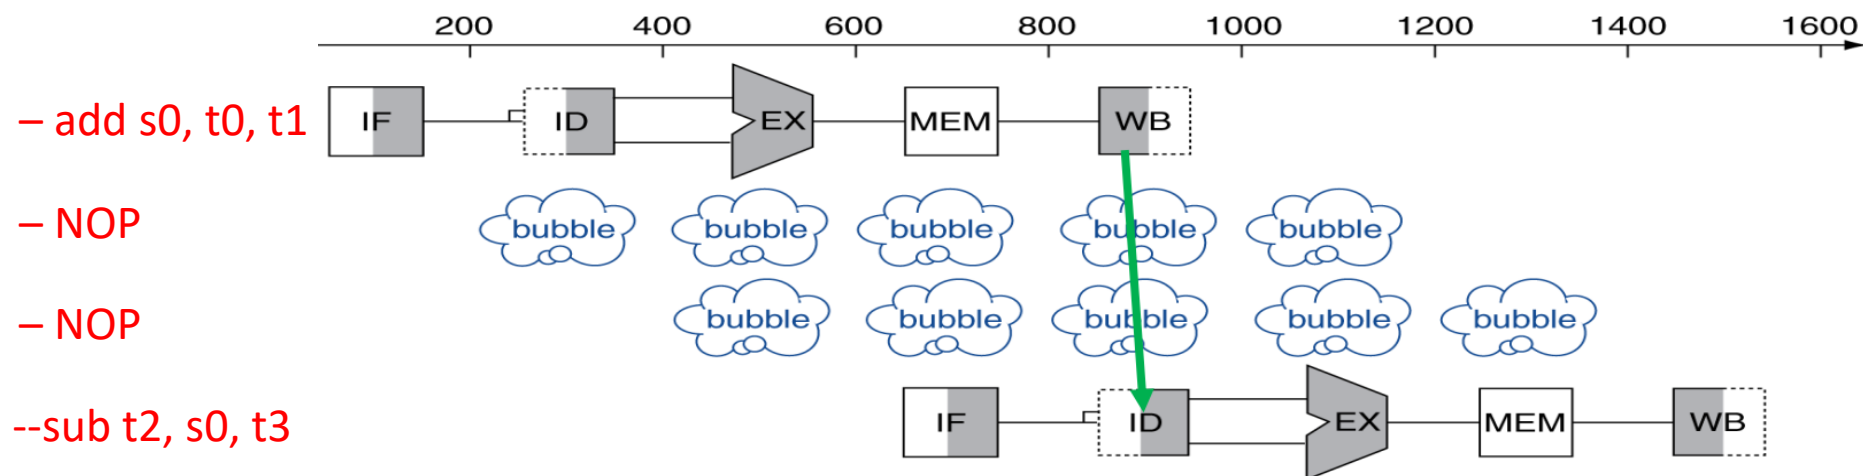 200 400 600 800 1000 1200 1400 1600
– add s0, t0, t1 IF ID EX MEM WB
– NOP bubble bubble bubble bubble bubble
– NOP bubble bubble bubble bubble bubble
--sub t2, s0, t3 IF ID EX MEM WB